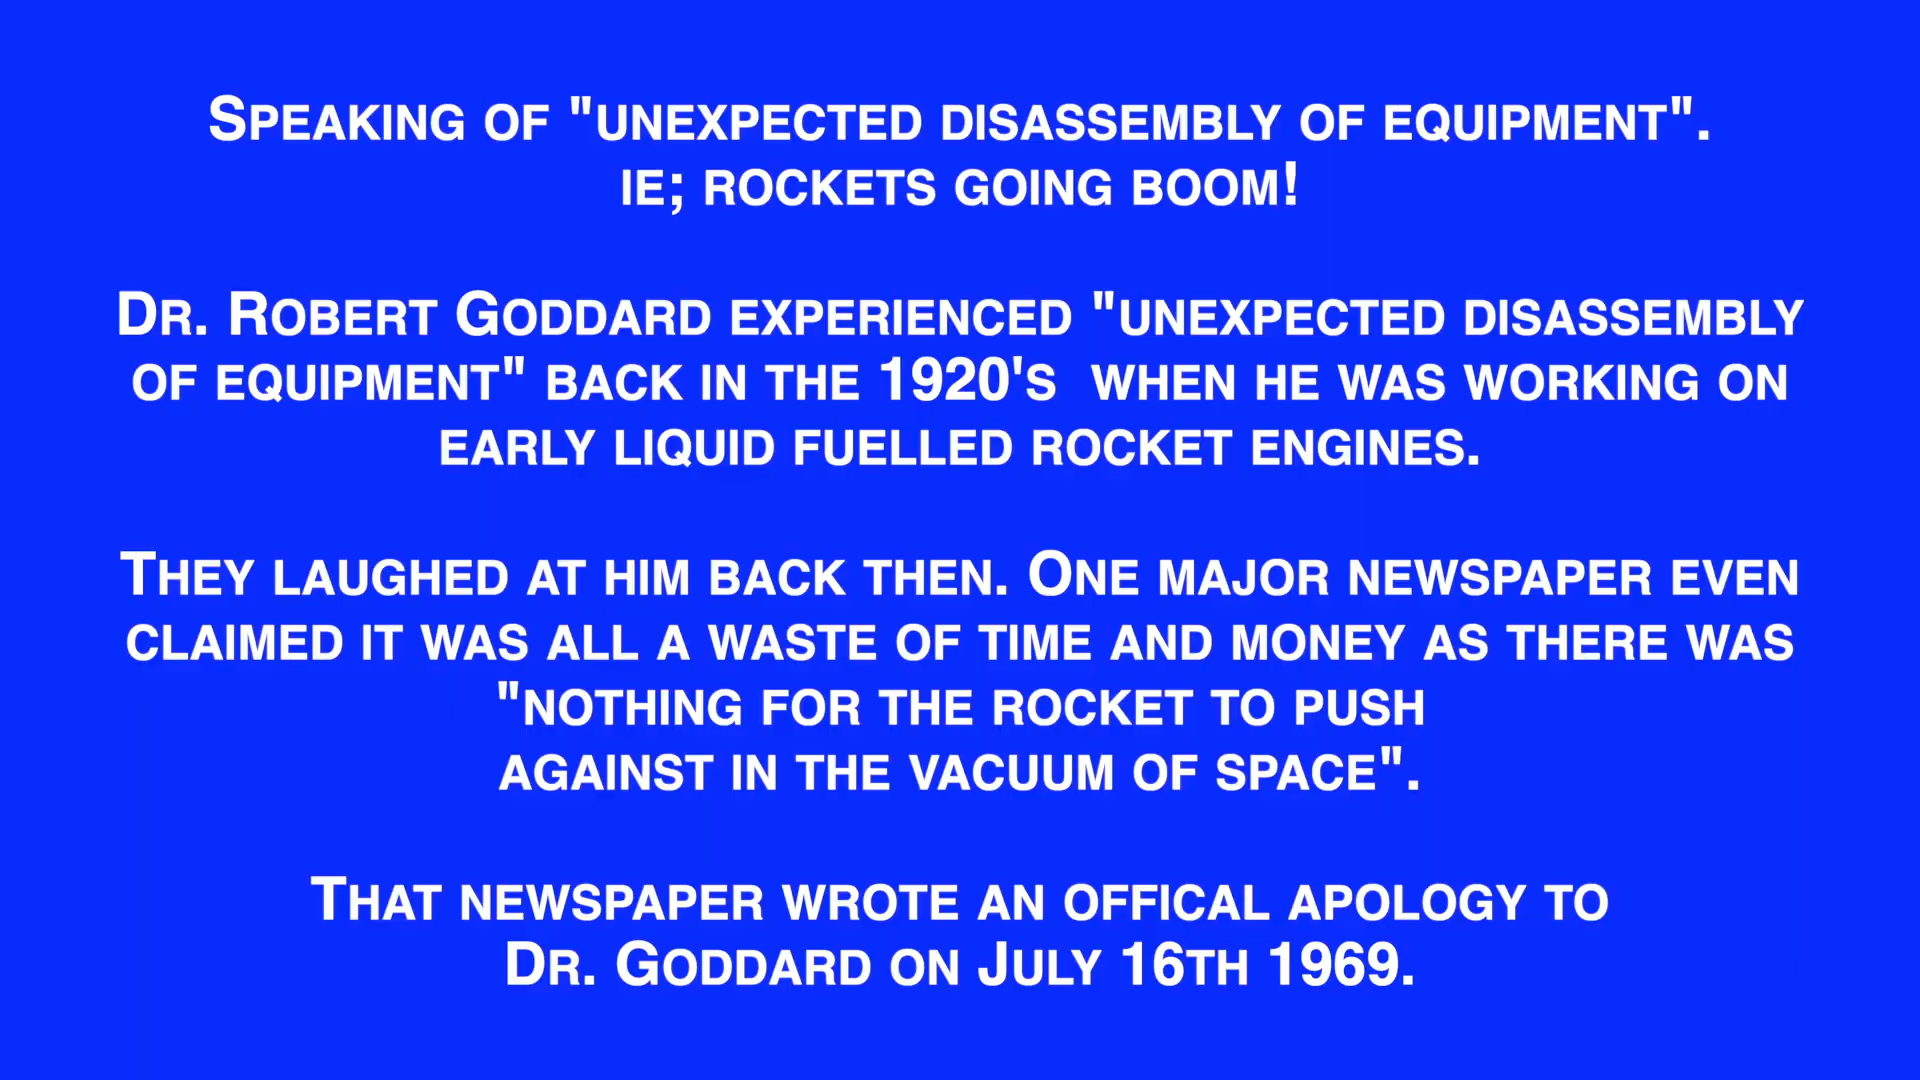 Speaking of "unexpected disassembly of equipment".
ie; rockets going boom!
Dr. Robert Goddard experienced "unexpected disassembly
of equipment" back in the 1920's  when he was working on
early liquid fuelled rocket engines.
They laughed at him back then. One major newspaper even
claimed it was all a waste of time and money as there was
"nothing for the rocket to push
against in the vacuum of space".
That newspaper wrote an offical apology to
Dr. Goddard on July 16th 1969.